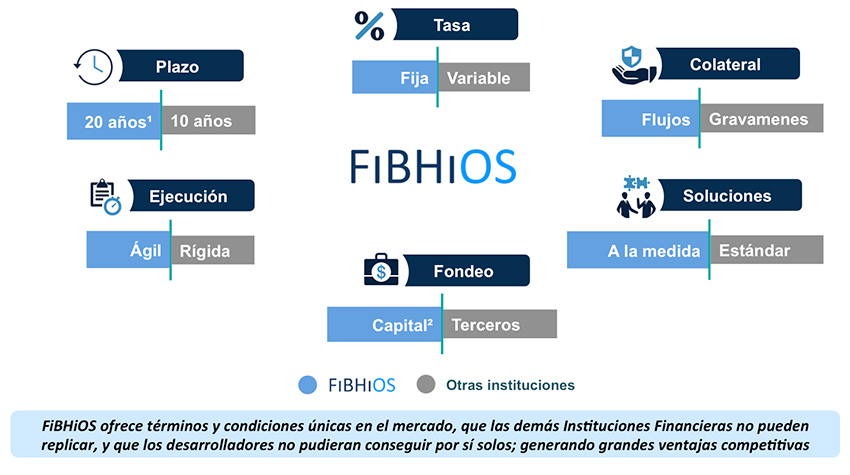 Tasa
Fija Variable
Plazo
20 años¹ 10 años
Colateral
Flujos Gravamenes
FiBHiOS
Ejecución
Ágil Rígida
Soluciones
A la medida Estándar
Fondeo
Capital² Terceros
FiBHiOS Otras instituciones
FiBHiOS ofrece términos y condiciones únicas en el mercado, que las demás Instituciones Financieras no pueden
replicar, y que los desarrolladores no pudieran conseguir por sí solos; generando grandes ventajas competitivas